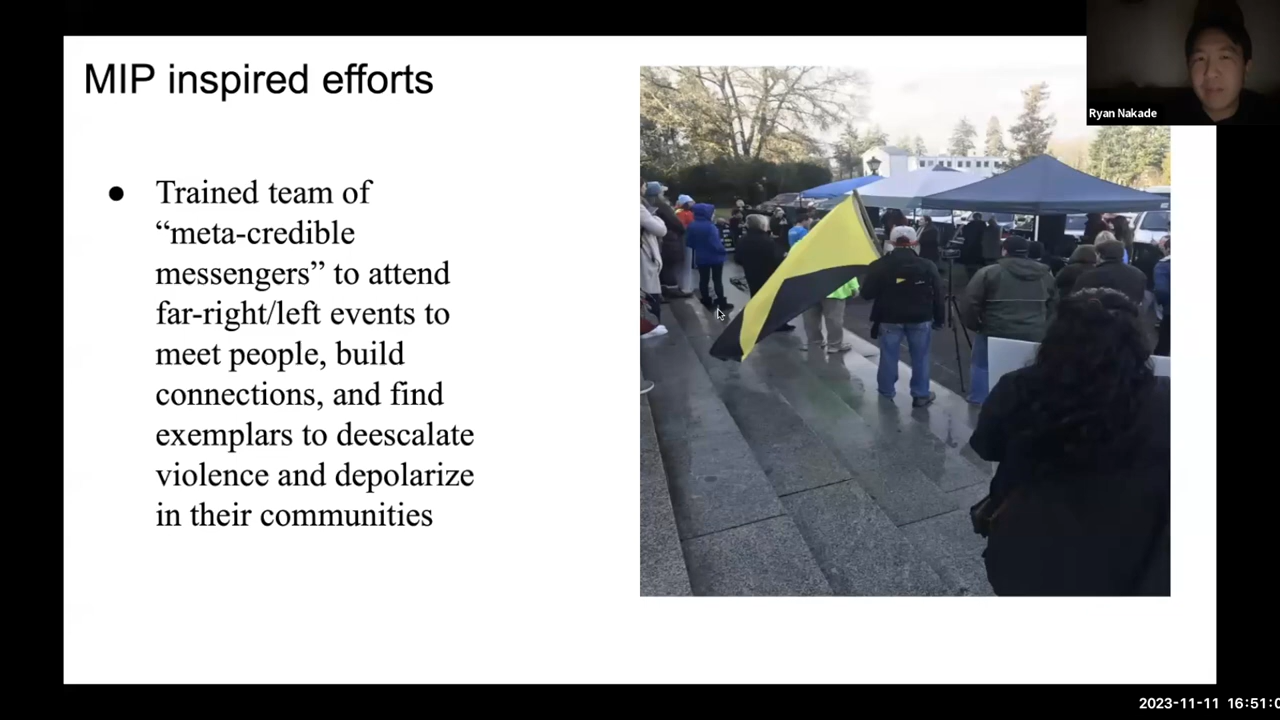 MIP inspired efforts
Ryan Nakade
● Trained team of
“meta-credible
messengers” to attend
far-right/left events to
meet people, build
connections, and find
exemplars to deescalate
violence and depolarize
in their communities
2023-11-11 16:51:0